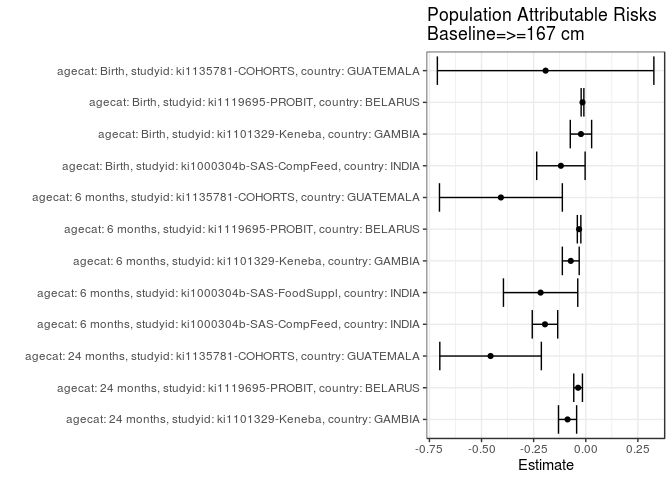 Population Attributable Risks
Baseline=>=167 cm
agecat: Birth, studyid: ki1135781-COHORTS, country: GUATEMALA
agecat: Birth, studyid: ki1119695-PROBIT, country: BELARUS
agecat: Birth, studyid: ki1101329-Keneba, country: GAMBIA
agecat: Birth, studyid: ki1000304b-SAS-CompFeed, country: INDIA
agecat: 6 months, studyid: ki1135781-COHORTS, country: GUATEMALA
agecat: 6 months, studyid: ki1119695-PROBIT, country: BELARUS
agecat: 6 months, studyid: ki1101329-Keneba, country: GAMBIA
agecat: 6 months, studyid: ki1000304b-SAS-FoodSuppl, country: INDIA
agecat: 6 months, studyid: ki1000304b-SAS-CompFeed, country: INDIA
agecat: 24 months, studyid: ki1135781-COHORTS, country: GUATEMALA
agecat: 24 months, studyid: ki1119695-PROBIT, country: BELARUS
agecat: 24 months, studyid: ki1101329-Keneba, country: GAMBIA
-0.75 -0.50 -0.25 0.00 0.25
Estimate